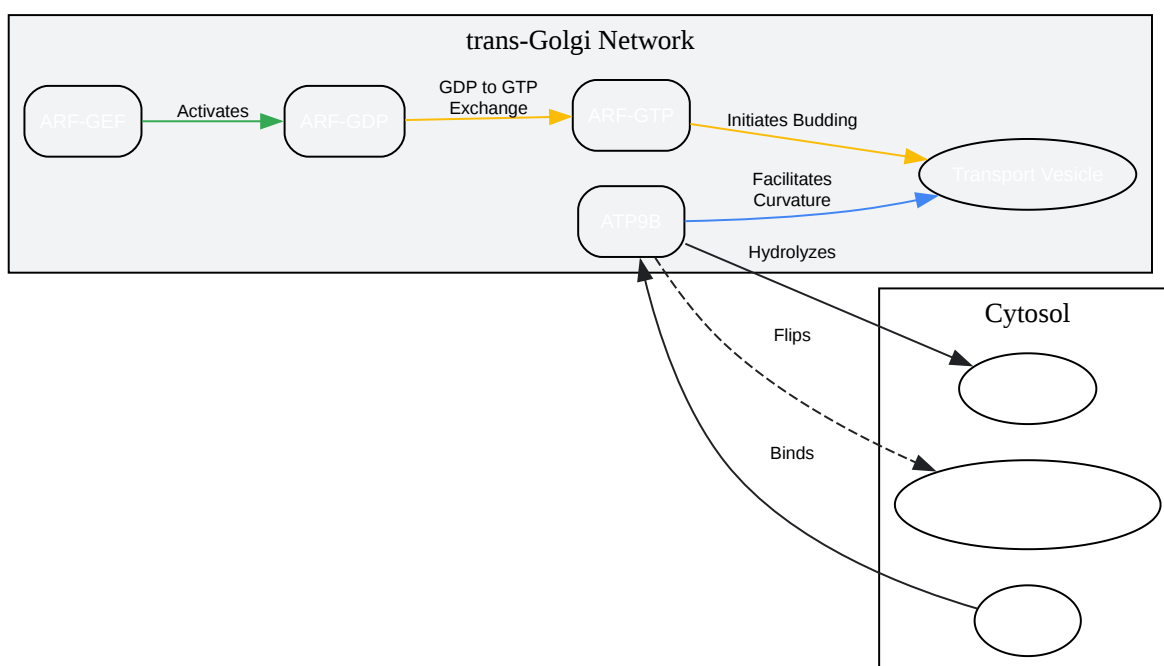 trans-Golgi Network
ARF-GEF
Activates
ARF-GDP
GDP to GTP
Exchange
ARF-GTP
Initiates Budding
Transport Vesicle
Facilitates
Curvature
ATP9B
Hydrolyzes
Cytosol
Flips
Binds